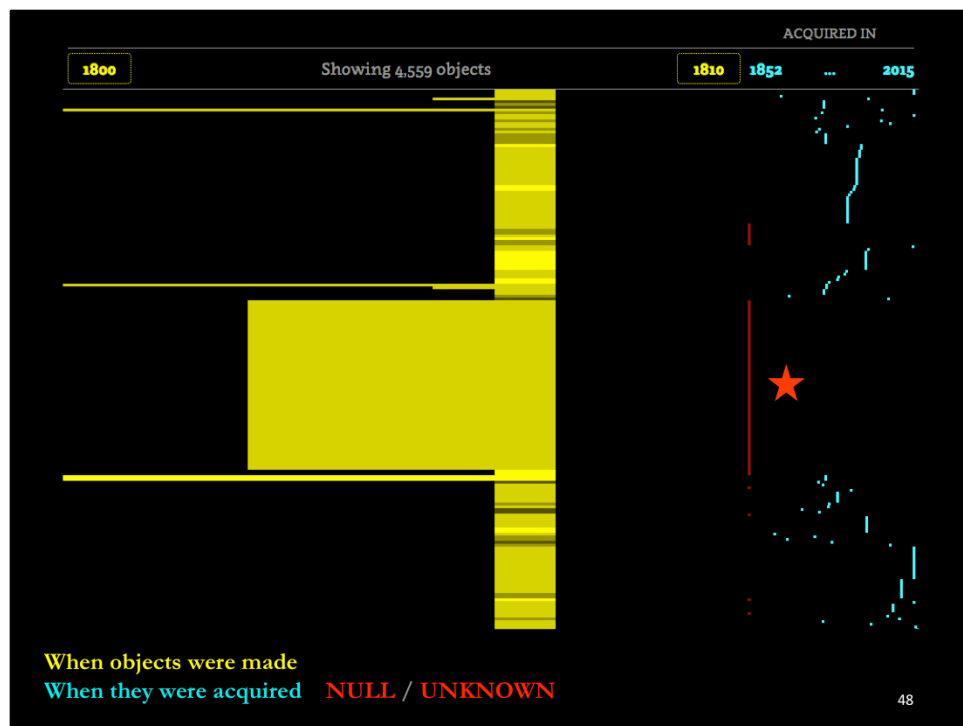 ACQUIRED IN
1800 Showing 4,559 objects 1810 1852 ... 2015
When objects were made
When they were acquired NULL / UNKNOWN
48